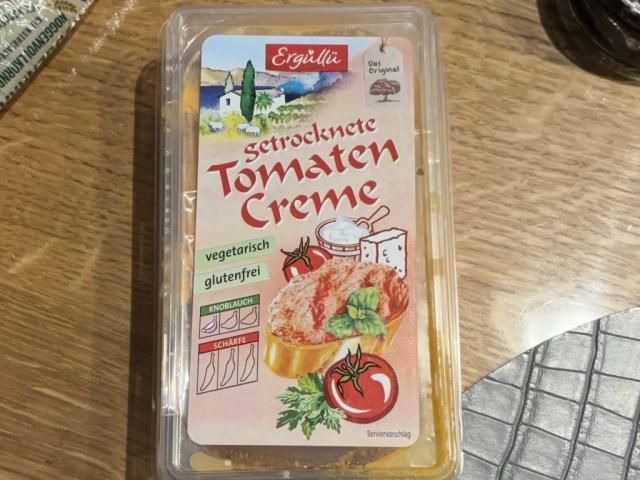 Ergüllü
Das
Original
getrocknete
Tomaten
Creme
vegetarisch
glutenfrei
KNOBLAUCH
SCHÄRFE
Serviervorschlag